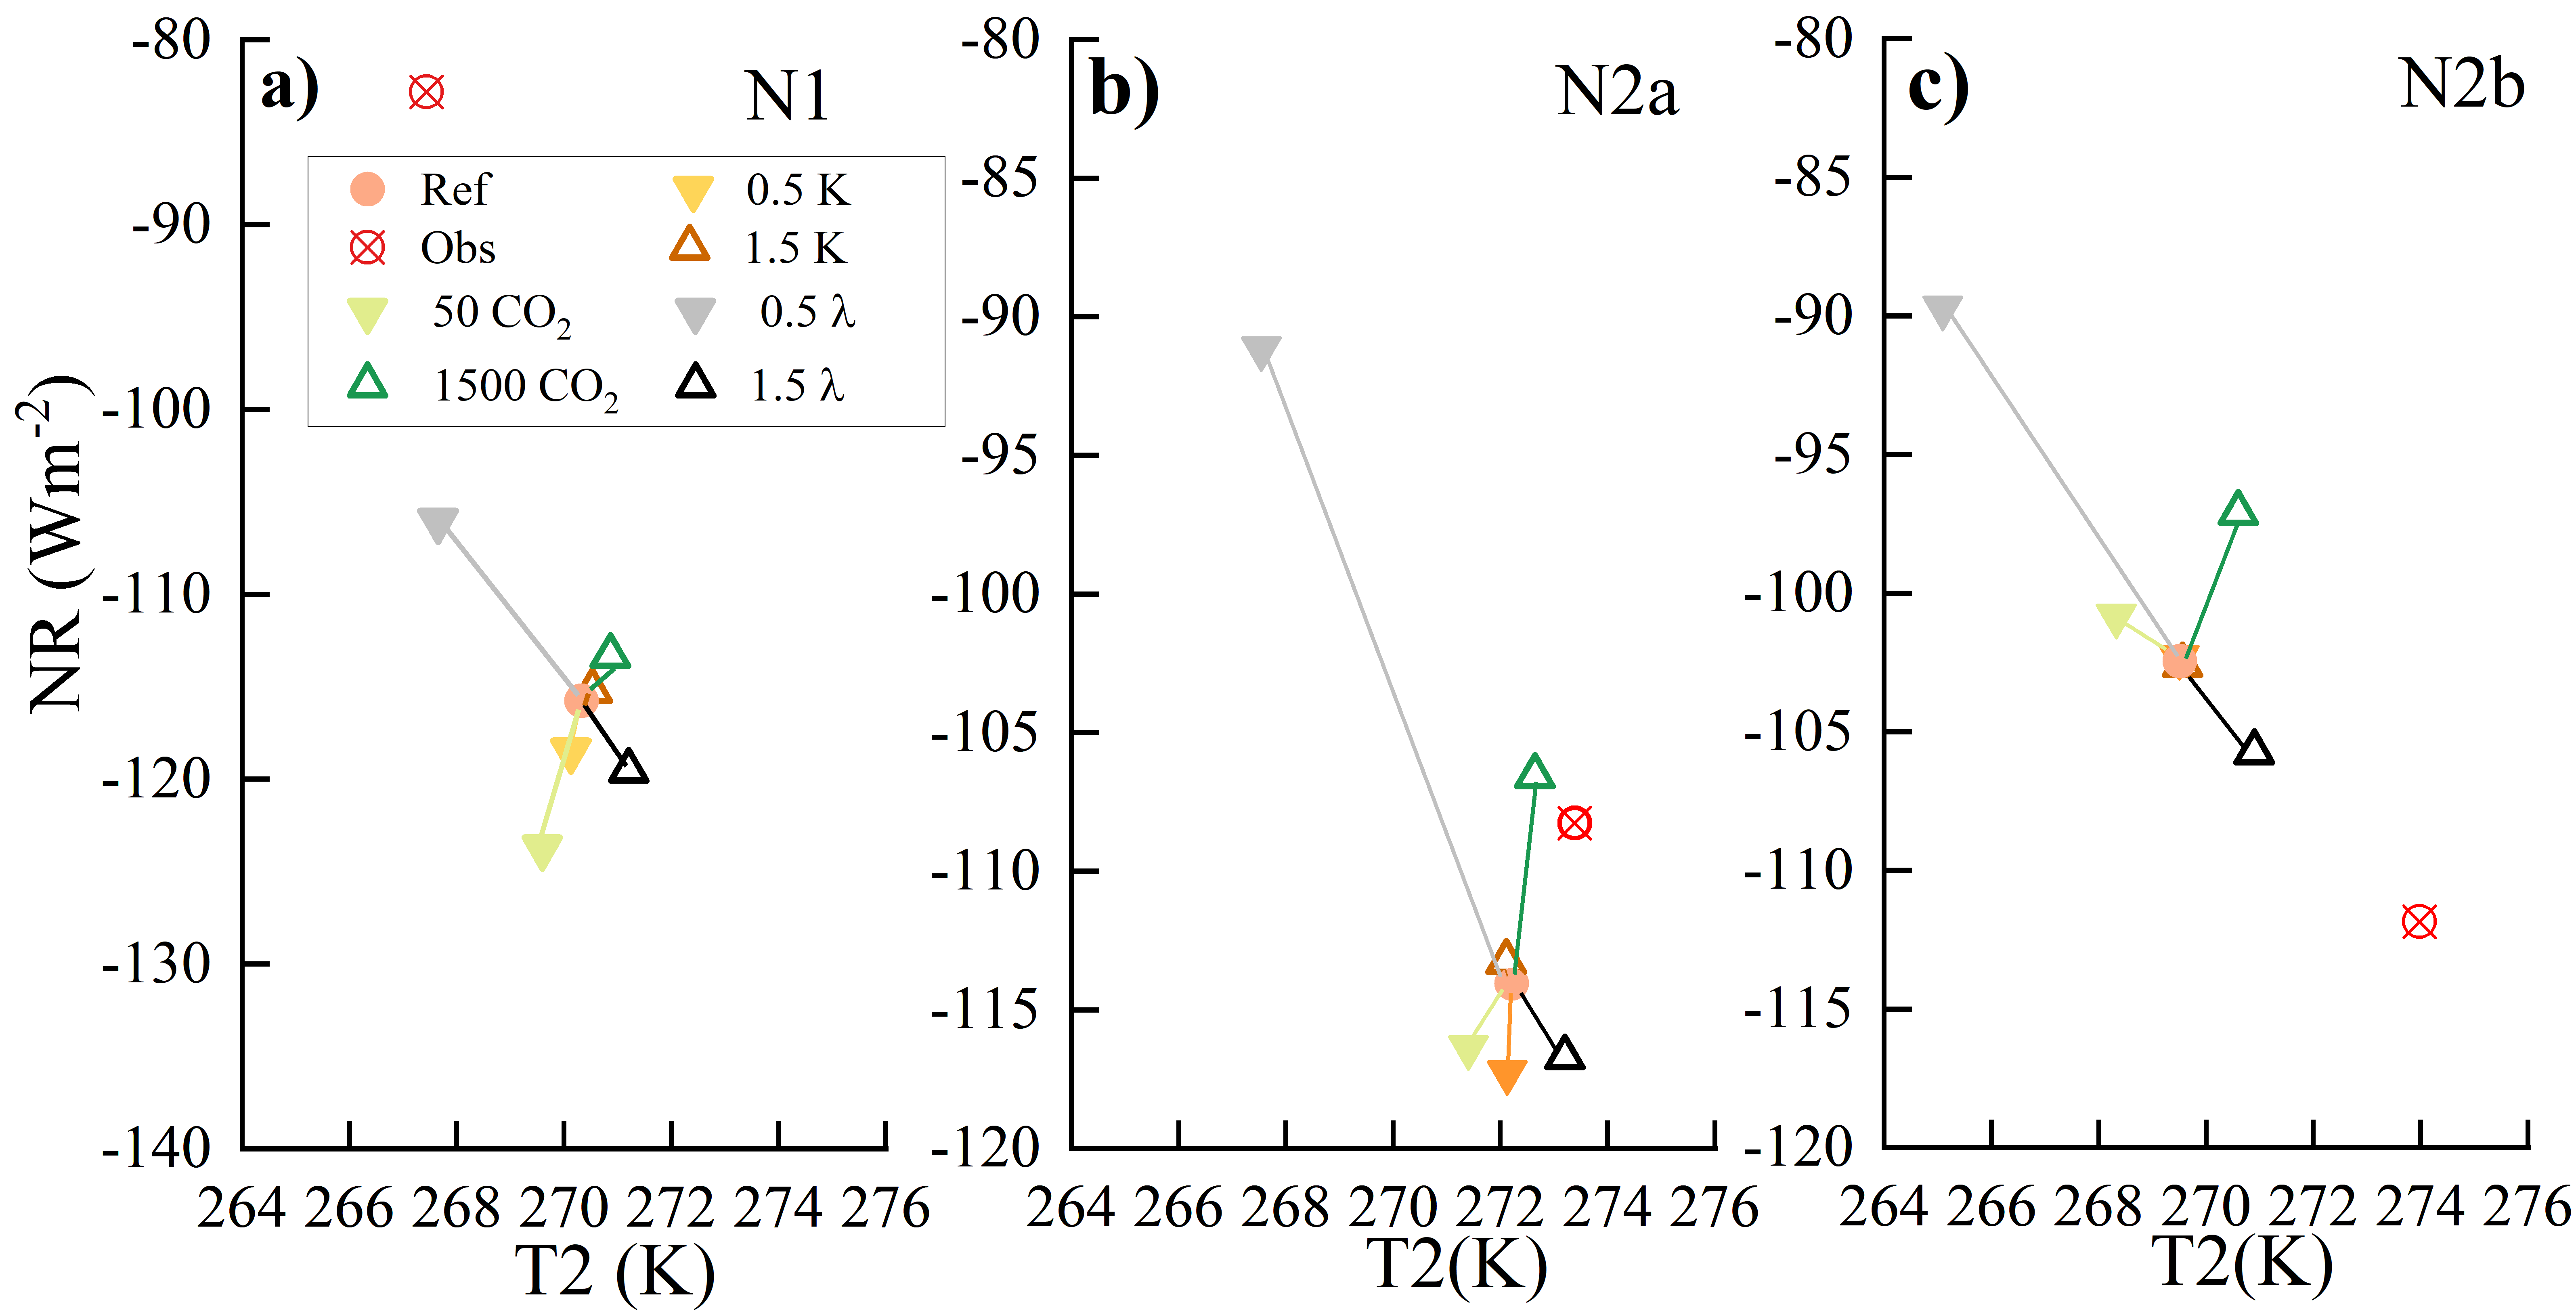 a)
N1
Ref
0.5 K
Obs
1.5 K
50 CO2
0.5 λ
1500 CO2
1.5 λ
NR (Wm-2)
-80
-90
-100
-110
-120
-130
-140
264 266 268 270 272 274 276
T2 (K)
b)
N2a
-80
-85
-90
-95
-100
-105
-110
-115
-120
264 266 268 270 272 274 276
T2(K)
c)
N2b
-80
-85
-90
-95
-100
-105
-110
-115
-120
264 266 268 270 272 274 276
T2(K)